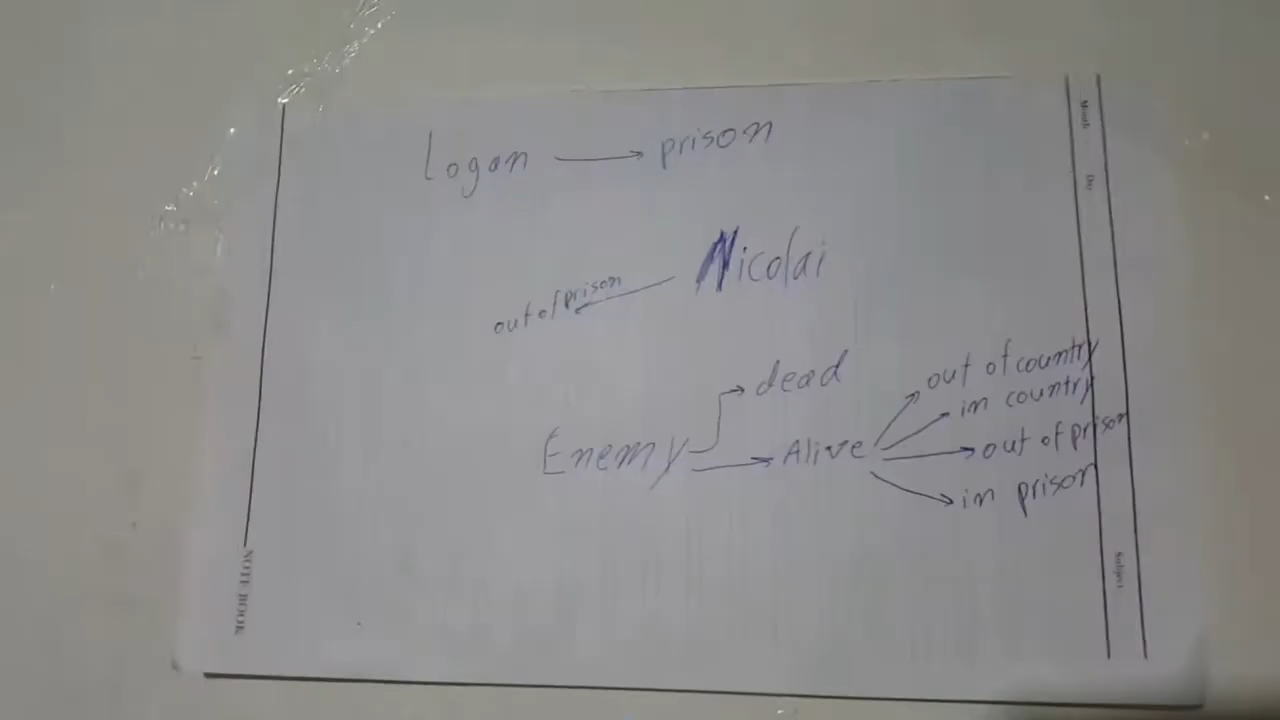 Month
Da
Logan → prison
Nicolai
out of prison
dead
Enemy
Alive
out of country
in country
out of prison
in prison
NOTE BOOK
Subject